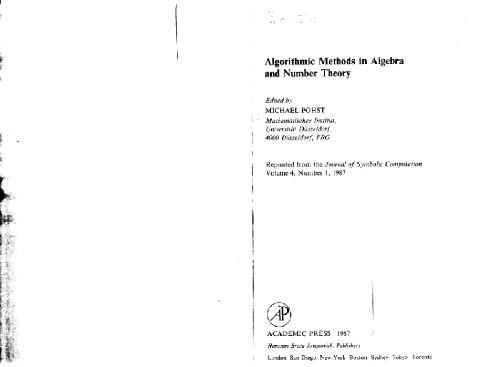 Algorithmic Methods in Algebra
and Number Theory
Edited by
MICHAEL POHST
Mathematisches Institut,
Universität Düsseldorf,
4000 Düsseldorf, FRG
Reprinted from the Journal of Symbolic Computation
Volume 4, Number 1, 1987
AP
ACADEMIC PRESS 1987
Harcourt Brace Jovanovich, Publishers
London San Diego New York Boston Sydney Tokyo Toronto